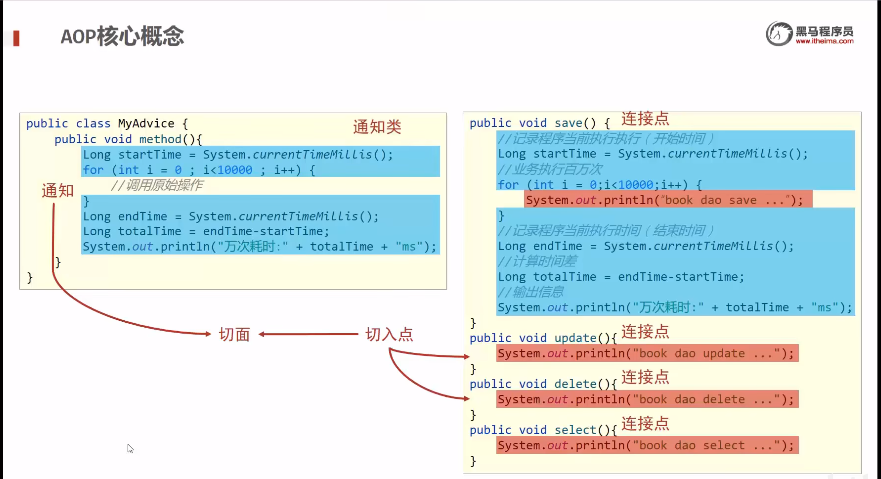 AOP核心概念
黑马程序员
www.itheima.com
public class MyAdvice {
通知类
public void method(){
Long startTime = System.currentTimeMillis();
for (int i = 0 ; i<10000 ; i++) {
//调用原始操作
通知
}
Long endTime = System.currentTimeMillis();
Long totalTime = endTime-startTime;
System.out.println("万次耗时:" + totalTime + "ms");
}
}
切面
切入点
public void save() {
连接点
//记录程序当前执行执行（开始时间）
Long startTime = System.currentTimeMillis();
//业务执行百万次
for (int i = 0;i<10000;i++) {
System.out.println("book dao save ...");
}
//记录程序当前执行时间（结束时间）
Long endTime = System.currentTimeMillis();
//计算时间差
Long totalTime = endTime-startTime;
//输出信息
System.out.println("万次耗时:" + totalTime + "ms");
}
public void update(){
连接点
System.out.println("book dao update ...");
}
public void delete(){
连接点
System.out.println("book dao delete ...");
}
public void select(){
连接点
System.out.println("book dao select ...");
}